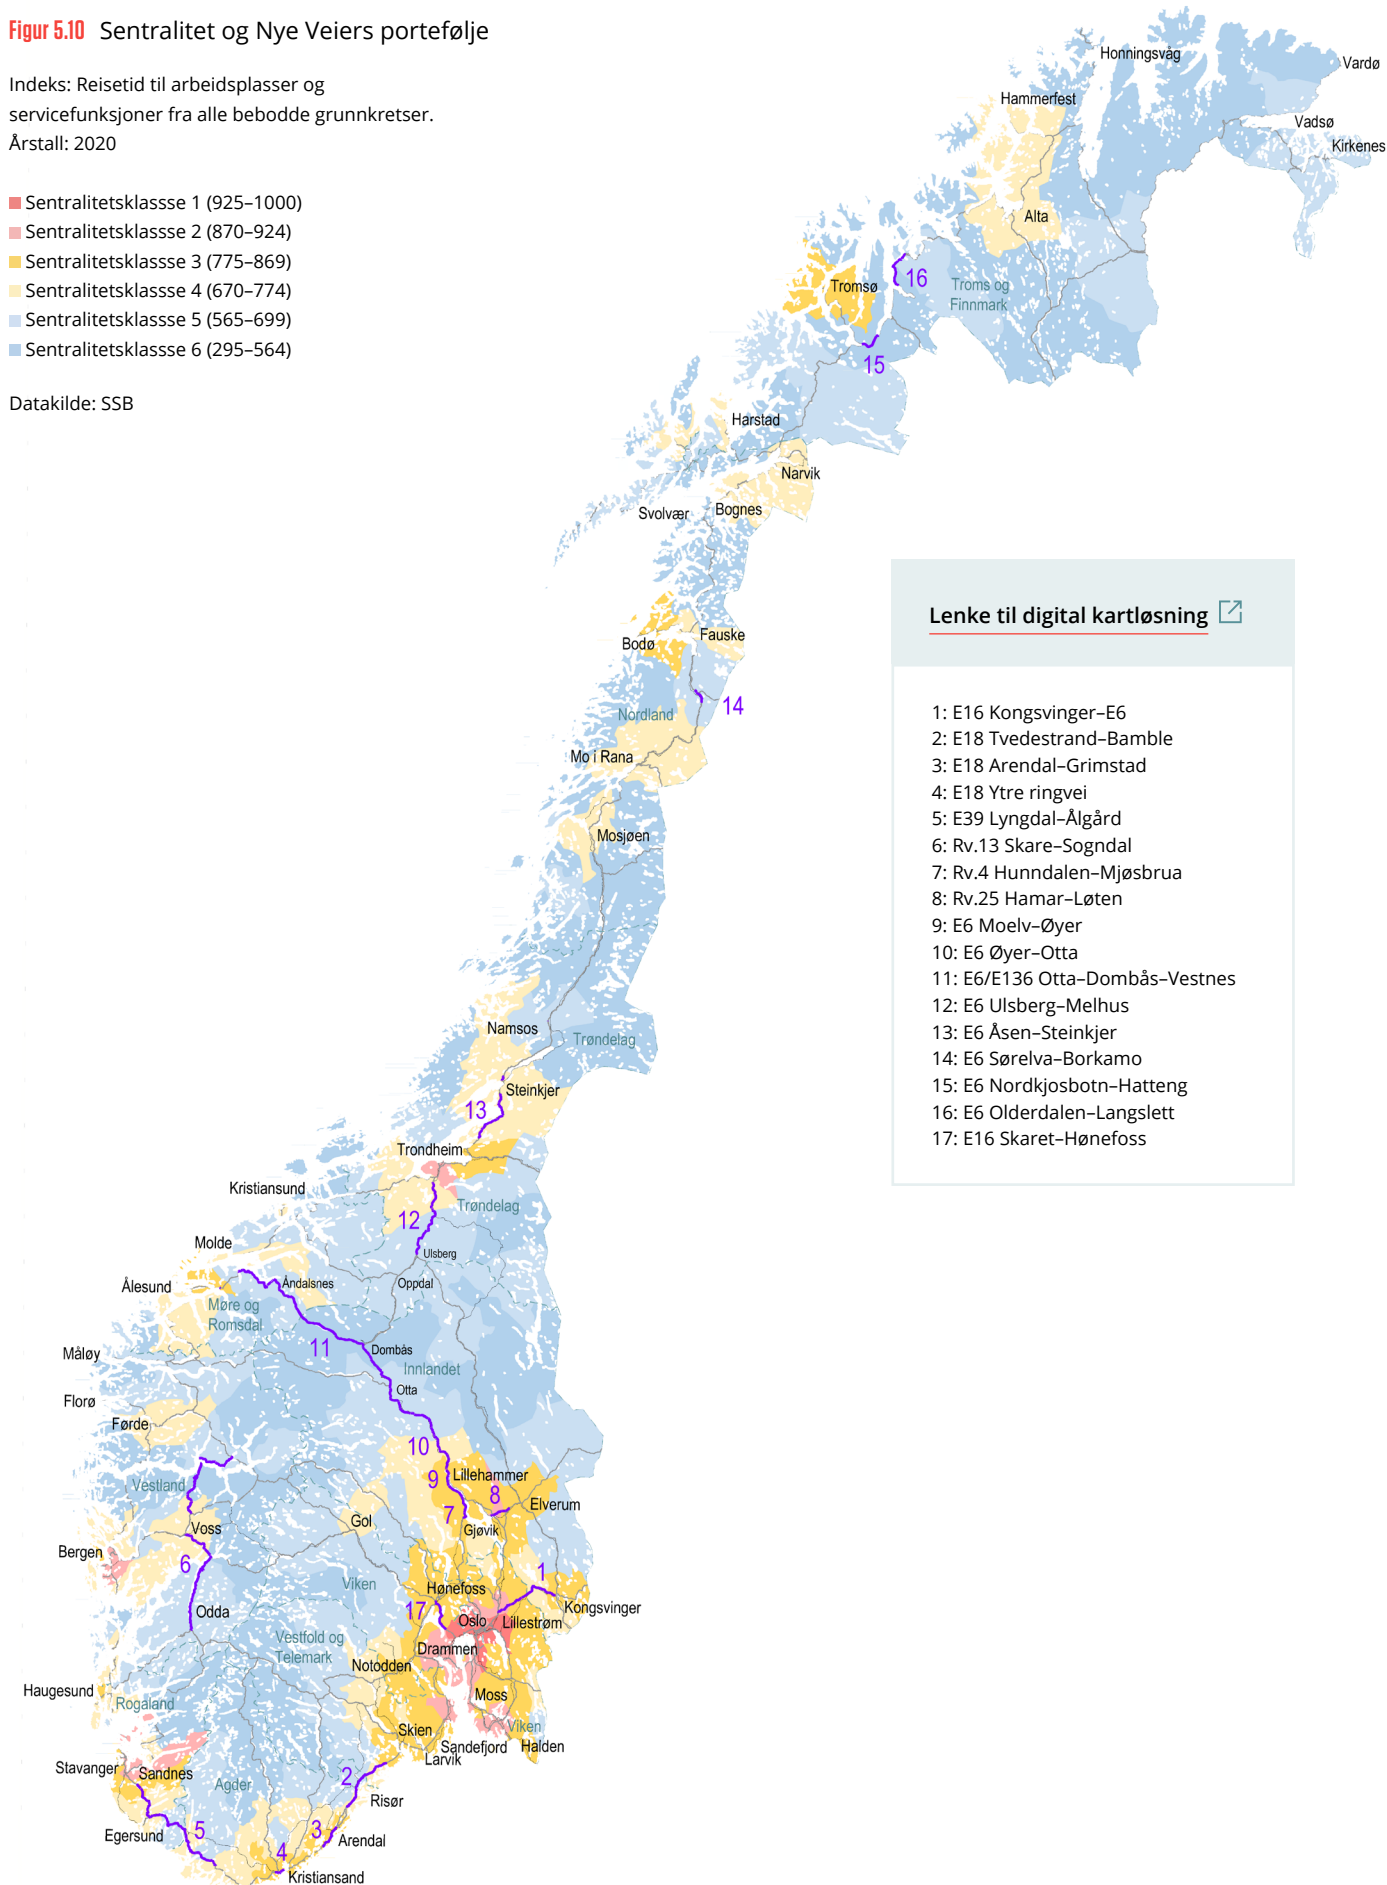 Figur 5.10 Sentralitet og Nye Veiers portefølje
Indeks: Reisetid til arbeidsplasser og
servicefunksjoner fra alle bebodde grunnkretser.
Årstall: 2020
Sentralitetsklassse 1 (925–1000)
Sentralitetsklassse 2 (870–924)
Sentralitetsklassse 3 (775–869)
Sentralitetsklassse 4 (670–774)
Sentralitetsklassse 5 (565–699)
Sentralitetsklassse 6 (295–564)
Datakilde: SSB
Honningsvåg
Vardø
Hammerfest
Vadsø
Kirkenes
Alta
16
Tromsø
Troms og
Finnmark
15
Harstad
Narvik
Svolvær
Bognes
Fauske
Bodø
14
Nordland
Mo i Rana
Mosjøen
Namsos
Trøndelag
Steinkjer
13
Trondheim
Kristiansund
Trøndelag
12
Molde
Ulsberg
Ålesund
Åndalsnes
Oppdal
Møre og
Romsdal
11
Måløy
Dombås
Innlandet
Otta
Florø
Førde
10
9
Lillehammer
Vestland
8
Elverum
7
Gol
Voss
Gjøvik
Bergen
6
1
Viken
Hønefoss
Odda
17
Oslo
Lillestrøm
Kongsvinger
Vestfold og
Telemark
Drammen
Notodden
Haugesund
Rogaland
Moss
Skien
Viken
Sandefjord
Halden
Larvik
Stavanger
Sandnes
Agder
2
Risør
Egersund
5
3
Arendal
4
Kristiansand
Lenke til digital kartløsning
1: E16 Kongsvinger–E6
2: E18 Tvedestrand–Bamble
3: E18 Arendal–Grimstad
4: E18 Ytre ringvei
5: E39 Lyngdal–Ålgård
6: Rv.13 Skare–Sogndal
7: Rv.4 Hunndalen–Mjøsbrua
8: Rv.25 Hamar–Løten
9: E6 Moelv–Øyer
10: E6 Øyer–Otta
11: E6/E136 Otta–Dombås–Vestnes
12: E6 Ulsberg–Melhus
13: E6 Åsen–Steinkjer
14: E6 Sørelva–Borkamo
15: E6 Nordkjosbotn–Hatteng
16: E6 Olderdalen–Langslett
17: E16 Skaret–Hønefoss